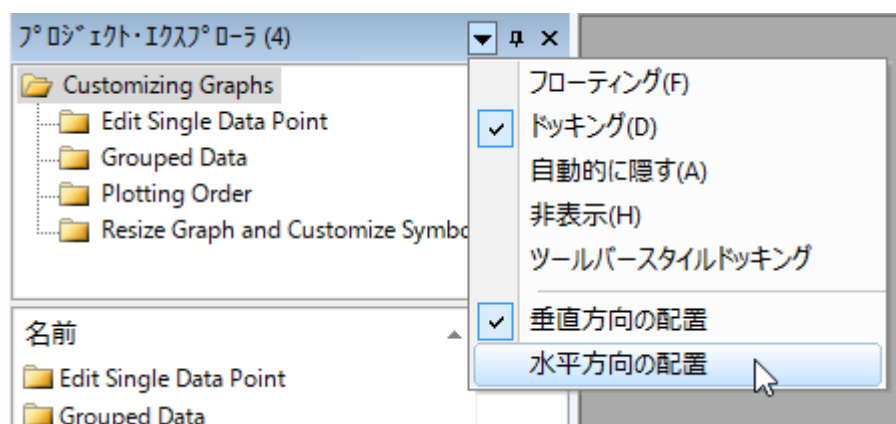 ﾌﾟﾛｼﾞｪｸﾄ・ｴｸｽﾌﾟﾛｰﾗ (4)
Customizing Graphs
Edit Single Data Point
Grouped Data
Plotting Order
Resize Graph and Customize Symbo
名前
Edit Single Data Point
Grouped Data
フローティング(F)
ドッキング(D)
自動的に隠す(A)
非表示(H)
ツールバースタイルドッキング
垂直方向の配置
水平方向の配置